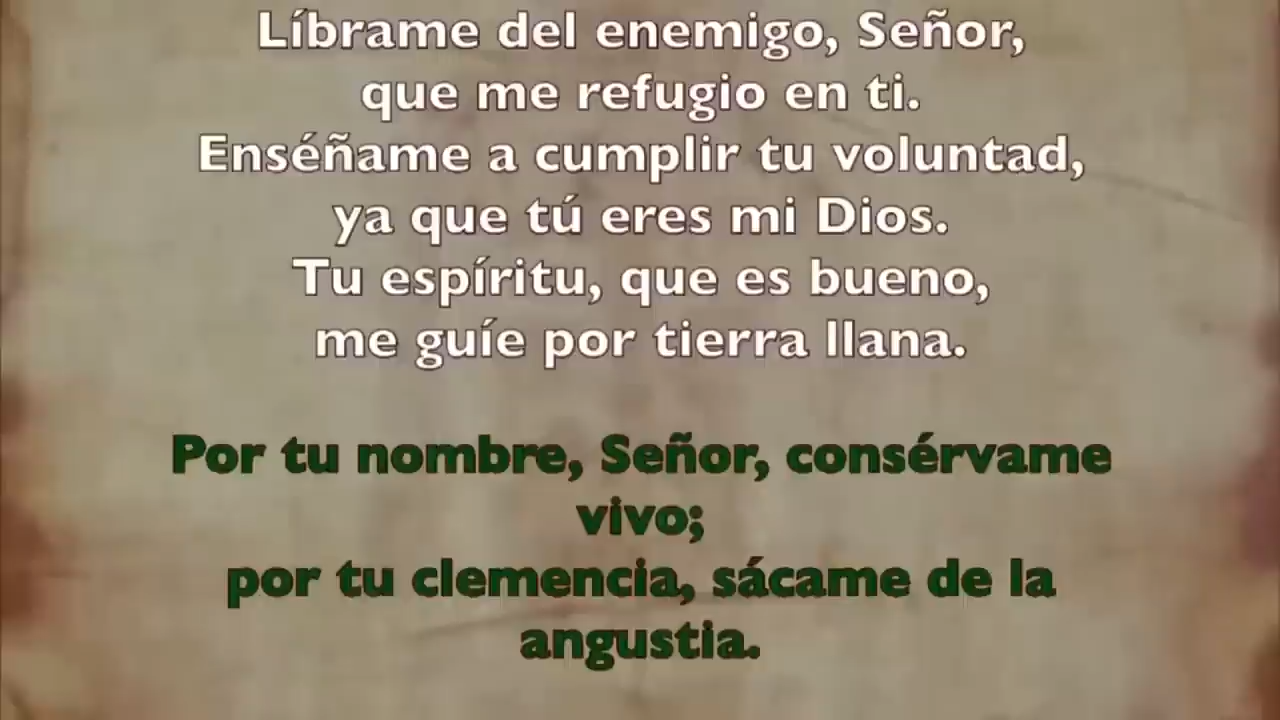 Líbrame del enemigo, Señor,
que me refugio en ti.
Enséñame a cumplir tu voluntad,
ya que tú eres mi Dios.
Tu espíritu, que es bueno,
me guíe por tierra llana.
Por tu nombre, Señor, consérvame
vivo;
por tu clemencia, sácame de la
angustia.